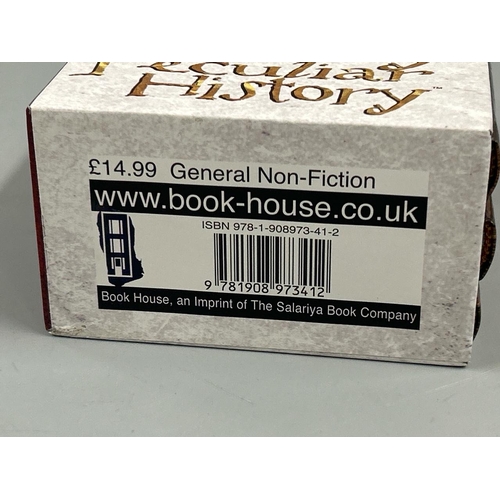 Peculiar
History™
£14.99 General Non-Fiction
www.book-house.co.uk
ISBN 978-1-908973-41-2
9 781908 973412
Book House, an Imprint of The Salariya Book Company